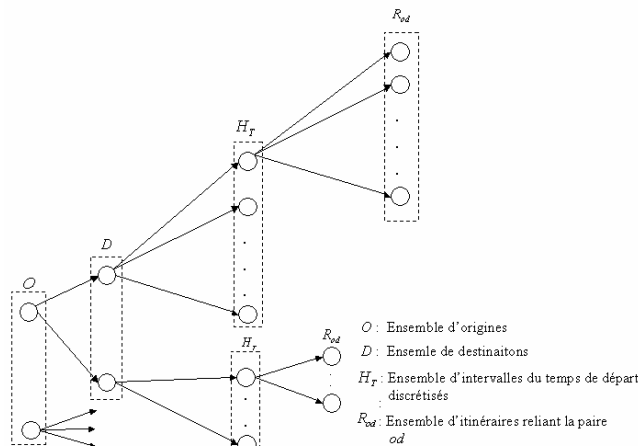 R_od
H_T
D
O
H_T
R_od
O : Ensemble d'origines
D : Ensemle de destinaitons
H_T : Ensemble d'intervalles du temps de départ
discrétisés
:
R_od : Ensemble d'itinéraires reliant la paire
od